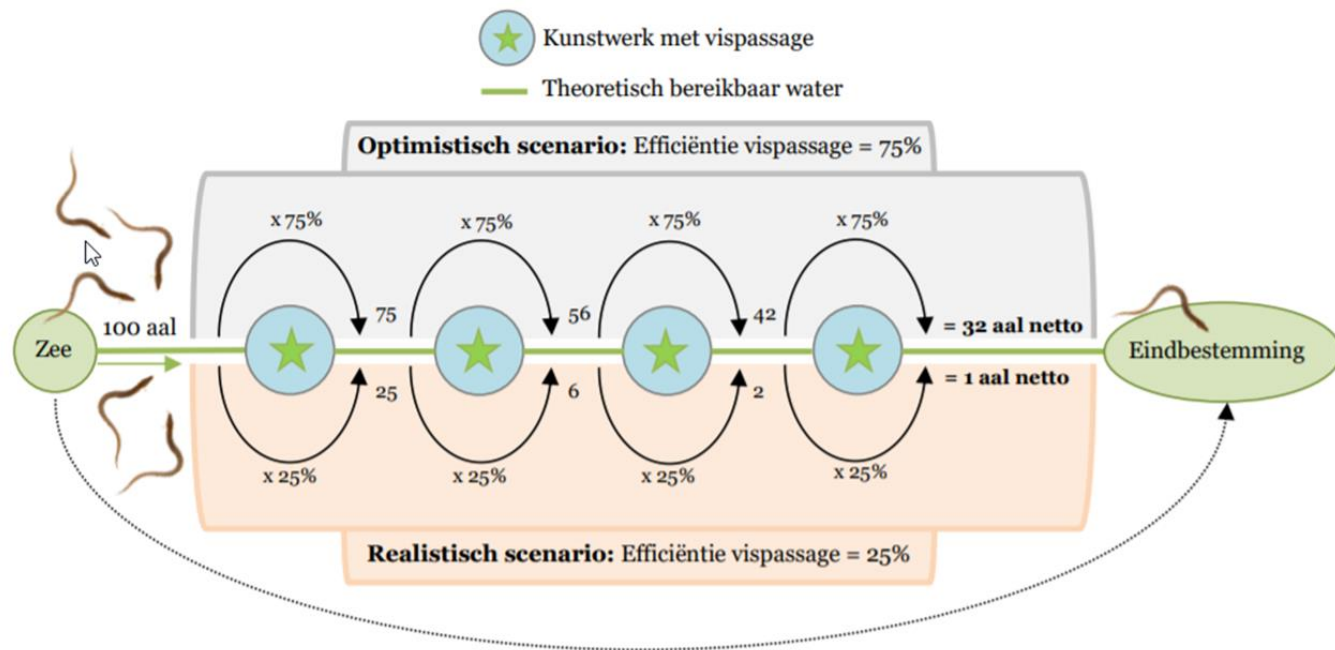 Kunstwerk met vispassage
Theoretisch bereikbaar water
Optimistisch scenario: Efficiëntie vispassage = 75%
x 75%
x 75%
x 75%
x 75%
Zee
100 aal
75
56
42
= 32 aal netto
Eindbestemming
25
6
2
= 1 aal netto
x 25%
x 25%
x 25%
x 25%
Realistisch scenario: Efficiëntie vispassage = 25%